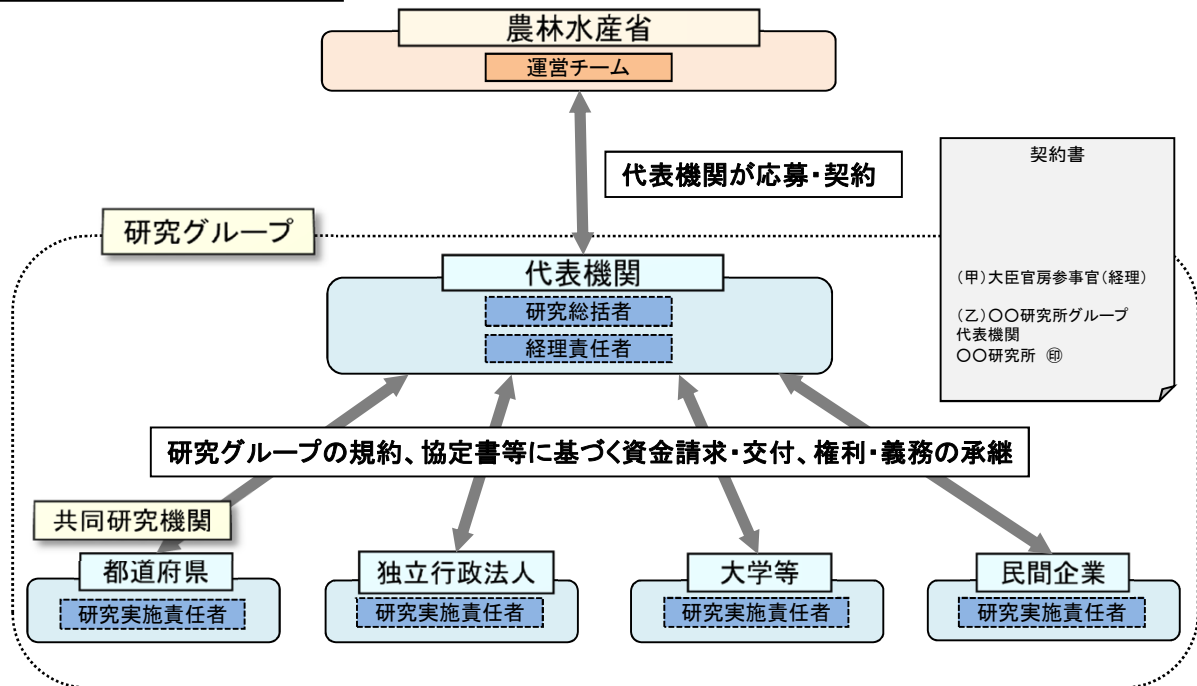 農林水産省
運営チーム
代表機関が応募・契約
契約書
(甲)大臣官房参事官(経理)
(乙)〇〇研究所グループ
代表機関
〇〇研究所 ㊞
研究グループ
代表機関
研究総括者
経理責任者
研究グループの規約、協定書等に基づく資金請求・交付、権利・義務の承継
共同研究機関
都道府県
研究実施責任者
独立行政法人
研究実施責任者
大学等
研究実施責任者
民間企業
研究実施責任者